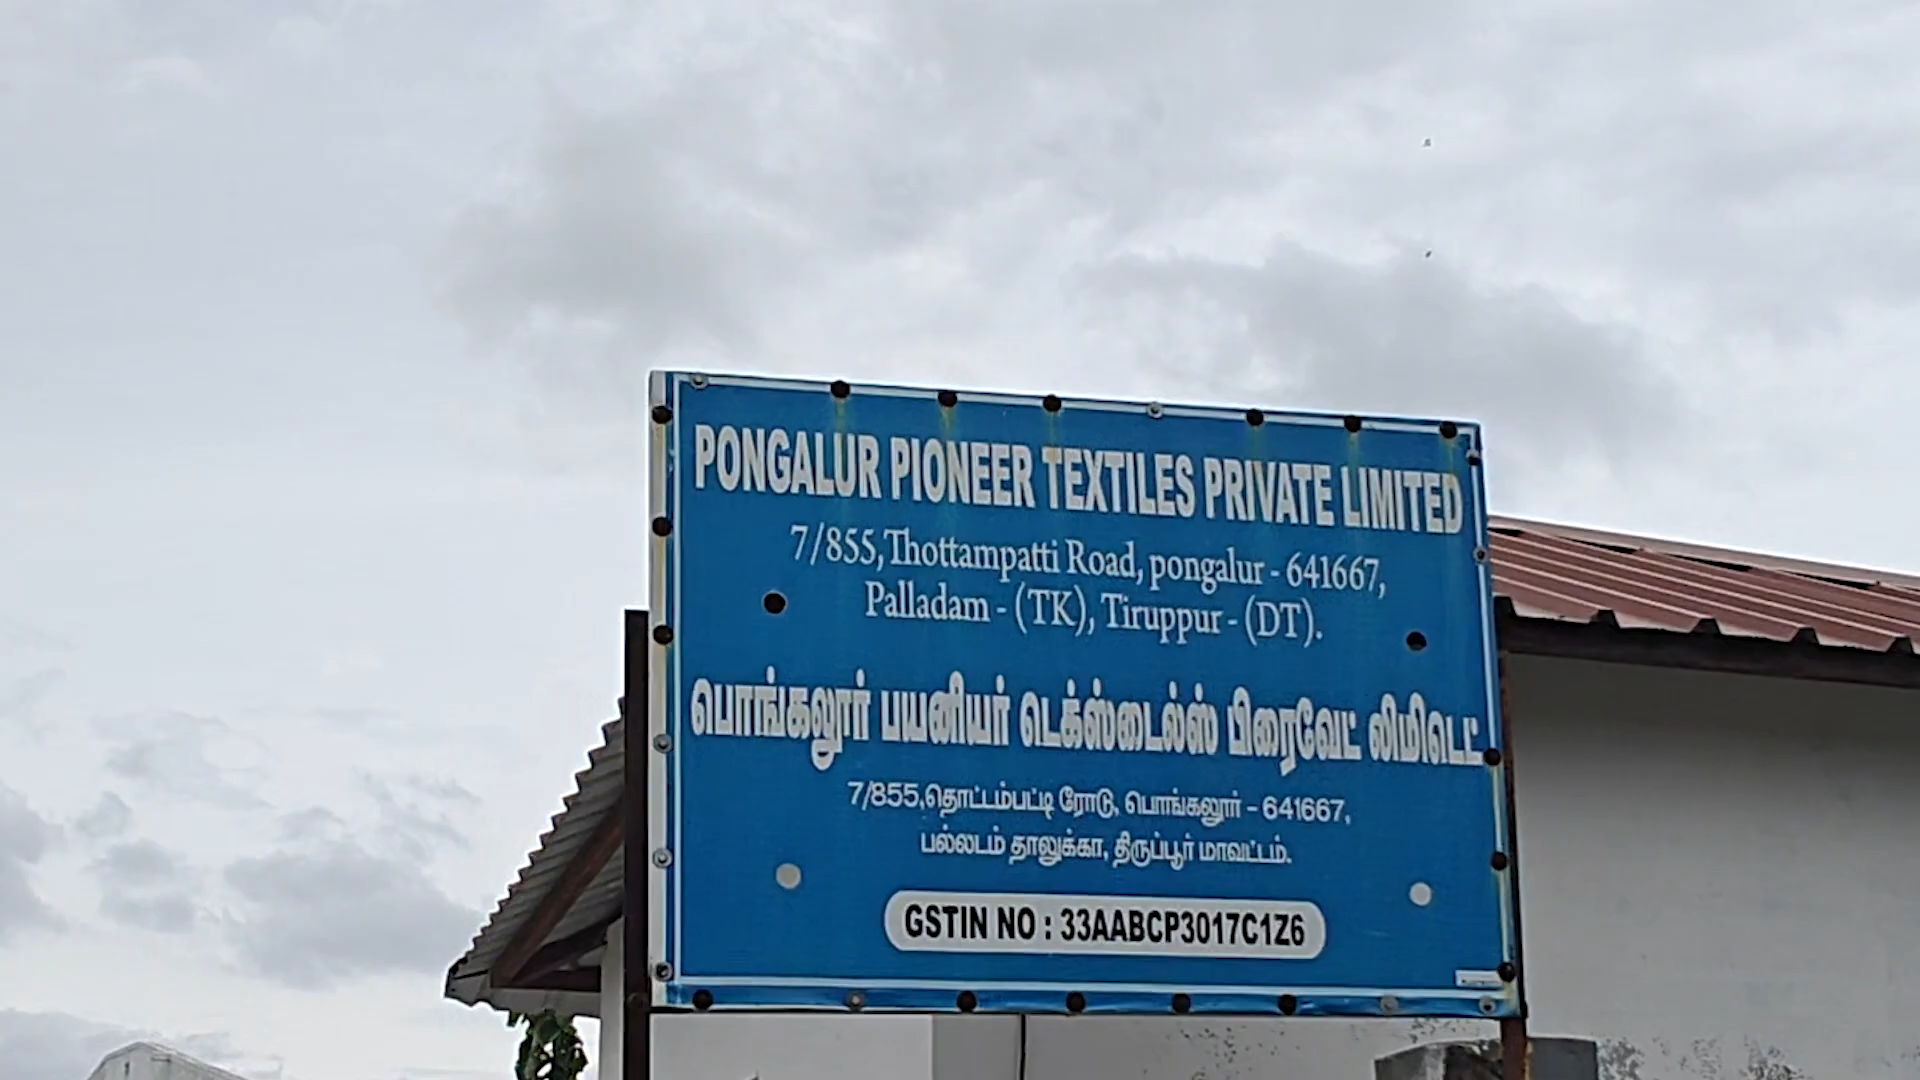 PONGALUR PIONEER TEXTILES PRIVATE LIMITED
7/855,Thottampatti Road, pongalur - 641667,
Palladam - (TK), Tiruppur - (DT).
பொங்கலூர் பயனியர் டெக்ஸ்டைல்ஸ் பிரைவேட் லிமிடெட்
7/855,தொட்டம்பட்டி ரோடு, பொங்கலூர் - 641667,
பல்லடம் தாலுக்கா, திருப்பூர் மாவட்டம்.
GSTIN NO : 33AABCP3017C1Z6